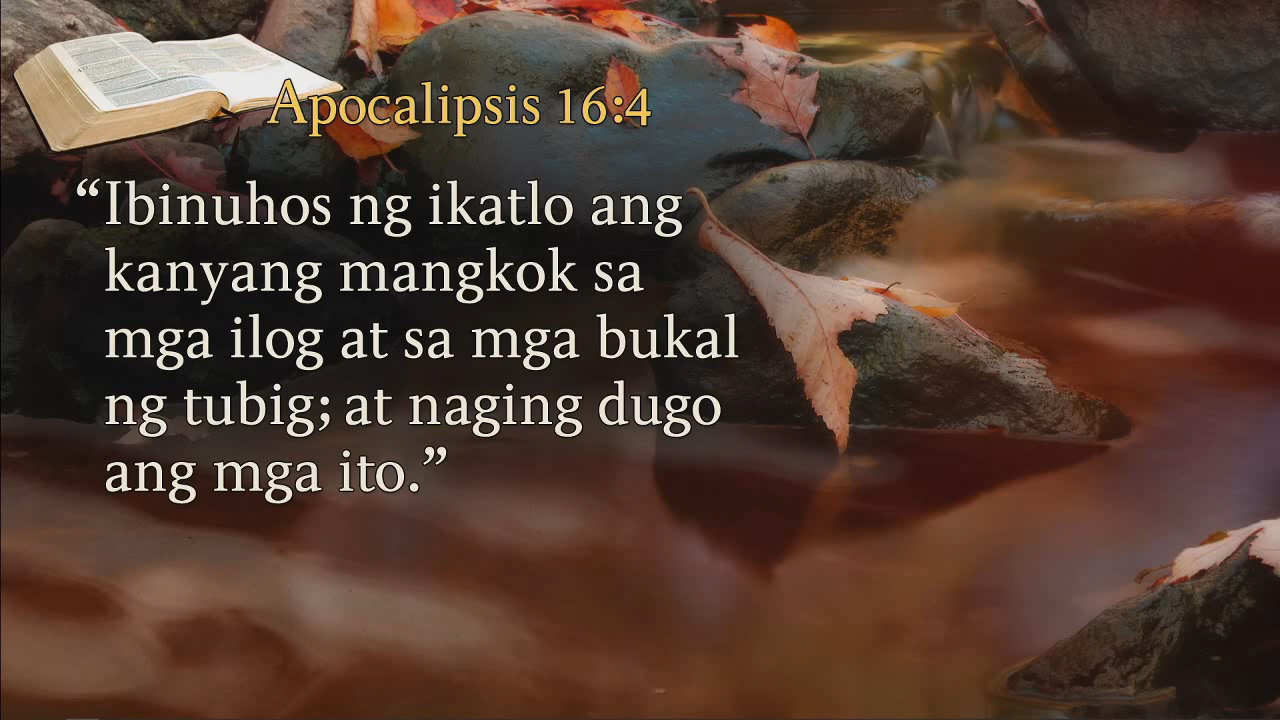 Apocalipsis 16:4
“Ibinuhos ng ikatlo ang
kanyang mangkok sa
mga ilog at sa mga bukal
ng tubig; at naging dugo
ang mga ito.”